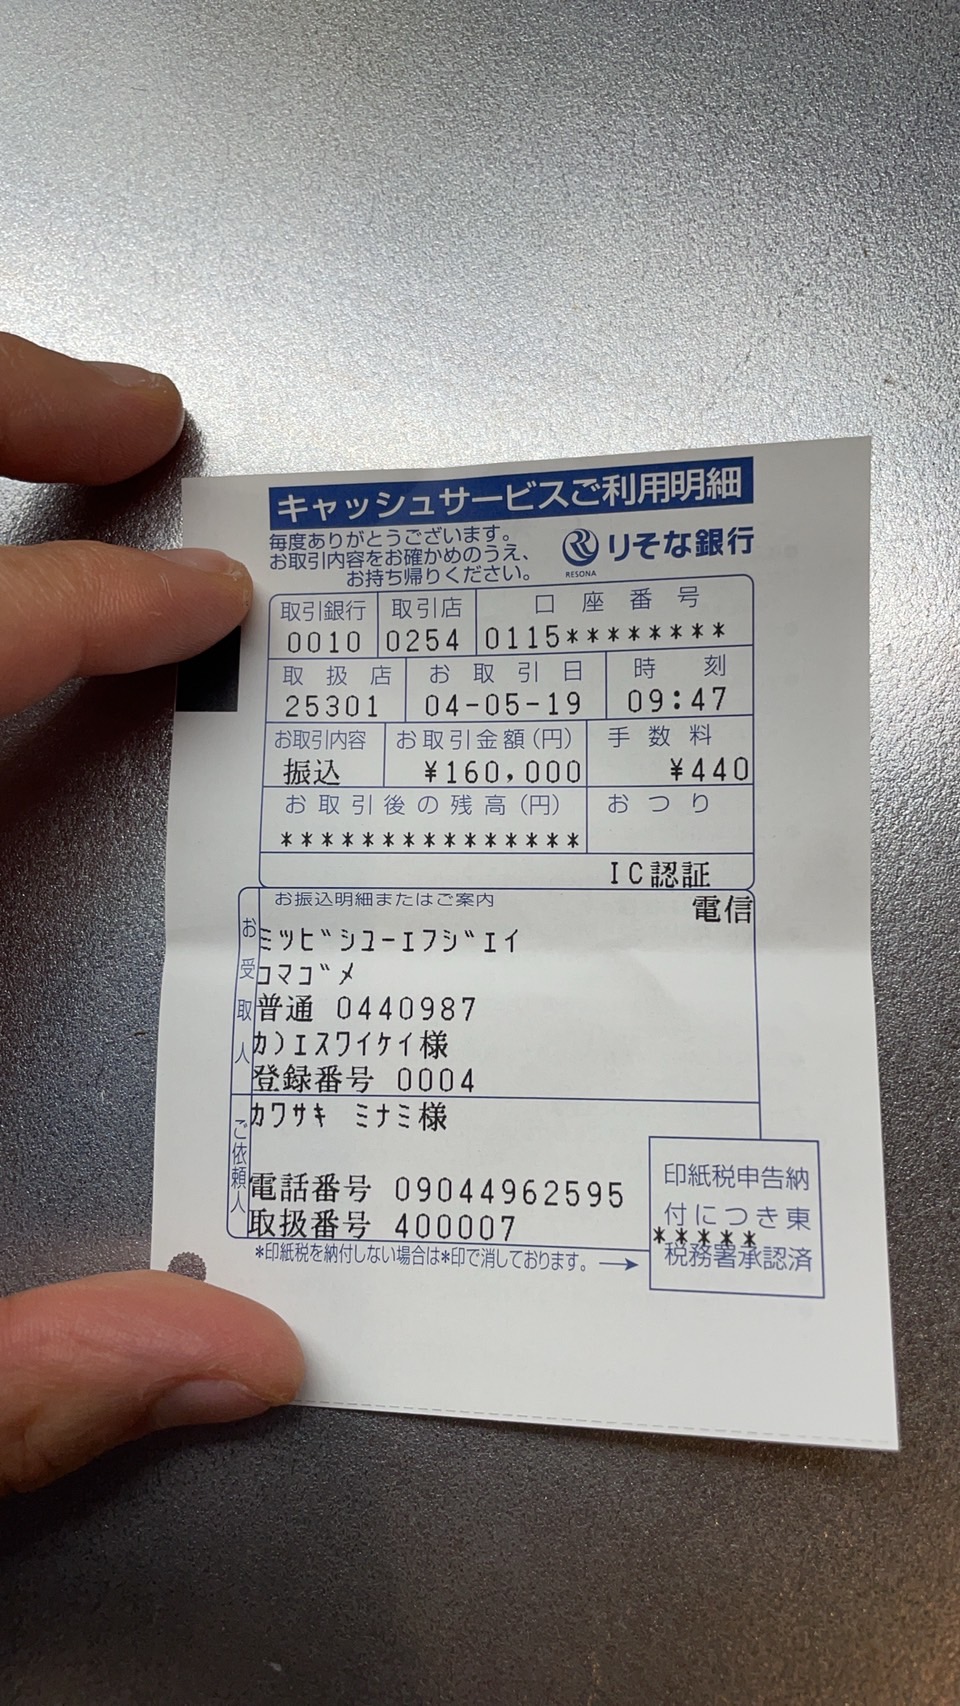 キャッシュサービスご利用明細
毎度ありがとうございます。
お取引内容をお確かめのうえ、
お持ち帰りください。
りそな銀行
RESONA
取引銀行 取引店 口座番号
0010 0254 0115********
取扱店 お取引日 時刻
25301 04-05-19 09:47
お取引内容 お取引金額(円) 手数料
振込 ¥160,000 ¥440
お取引後の残高(円) おつり
***************
IC認証
お振込明細またはご案内 電信
お受取人
ミツビシユーエフジエイ
コマゴメ
普通 0440987
カ)エスワイケイ様
登録番号 0004
ご依頼人
カワサキ ミナミ様
電話番号 09044962595
取扱番号 400007
*印紙税を納付しない場合は*印で消しております。→
印紙税申告納
付につき東
*****
税務署承認済